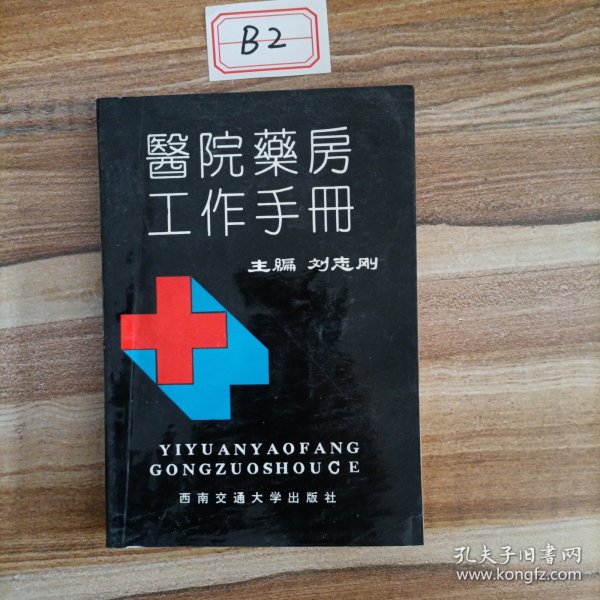 B2
醫院藥房
工作手冊
主编 刘志刚
YIYUANYAOFANG
GONGZUOSHOUCE
西南交通大学出版社
孔夫子旧书网
www.kongfz.com